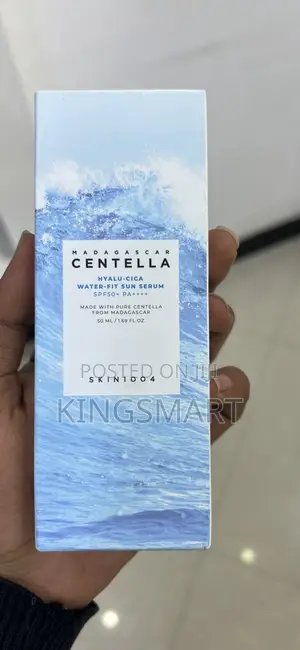 MADAGASCAR
CENTELLA
HYALU-CICA
WATER-FIT SUN SERUM
SPF50+ PA++++
MADE WITH PURE CENTELLA
FROM MADAGASCAR
50 ML / 1.69 FL.OZ.
POSTED ON JIJI
SKIN1004
KINGSMART